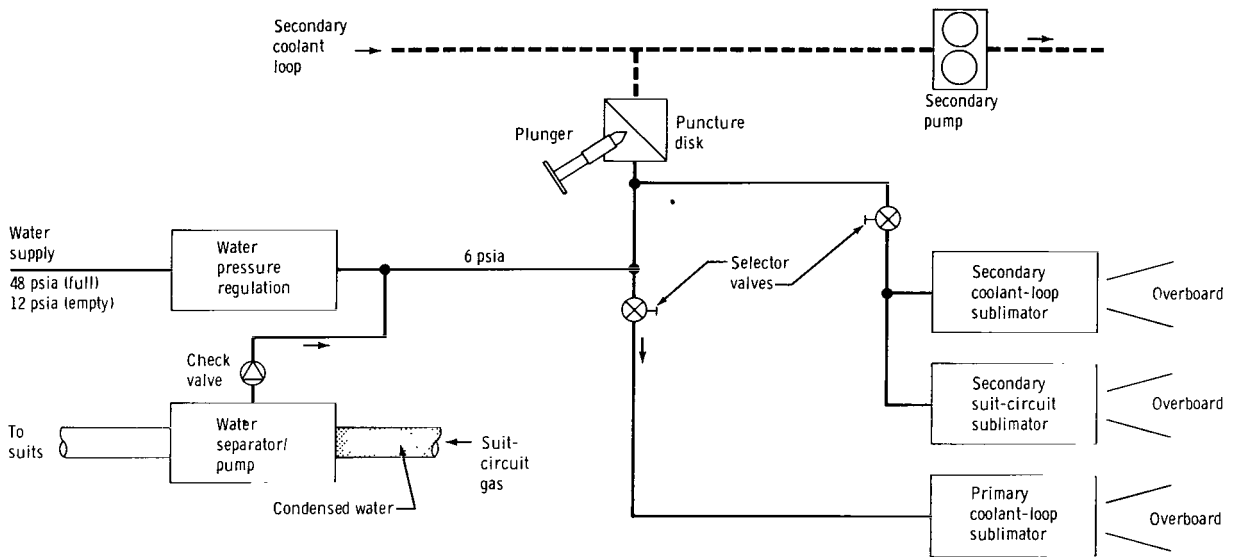 Secondary
coolant
loop
Secondary
pump
Plunger
Puncture
disk
Water
supply
48 psia (full)
12 psia (empty)
Water
pressure
regulation
6 psia
Selector
valves
Secondary
coolant-loop
sublimator
Overboard
Check
valve
Secondary
suit-circuit
sublimator
Overboard
To
suits
Water
separator/
pump
Suit-
circuit
gas
Condensed water
Primary
coolant-loop
sublimator
Overboard